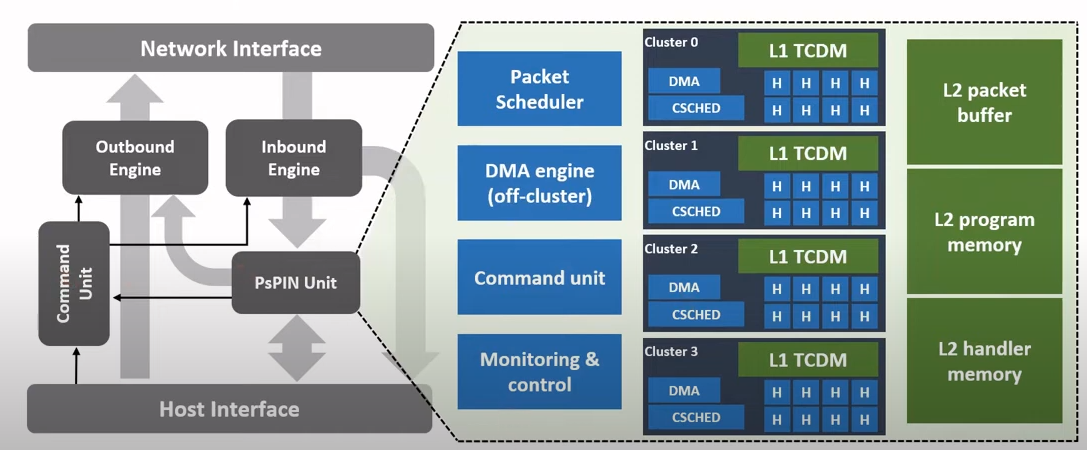 Network Interface
Outbound
Engine
Inbound
Engine
Command
Unit
PsPIN Unit
Host Interface
Packet
Scheduler
DMA engine
(off-cluster)
Command unit
Monitoring &
control
Cluster 0
L1 TCDM
DMA
H H H H
CSCHED
H H H H
Cluster 1
L1 TCDM
DMA
H H H H
CSCHED
H H H H
Cluster 2
L1 TCDM
DMA
H H H H
CSCHED
H H H H
Cluster 3
L1 TCDM
DMA
H H H H
CSCHED
H H H H
L2 packet
buffer
L2 program
memory
L2 handler
memory